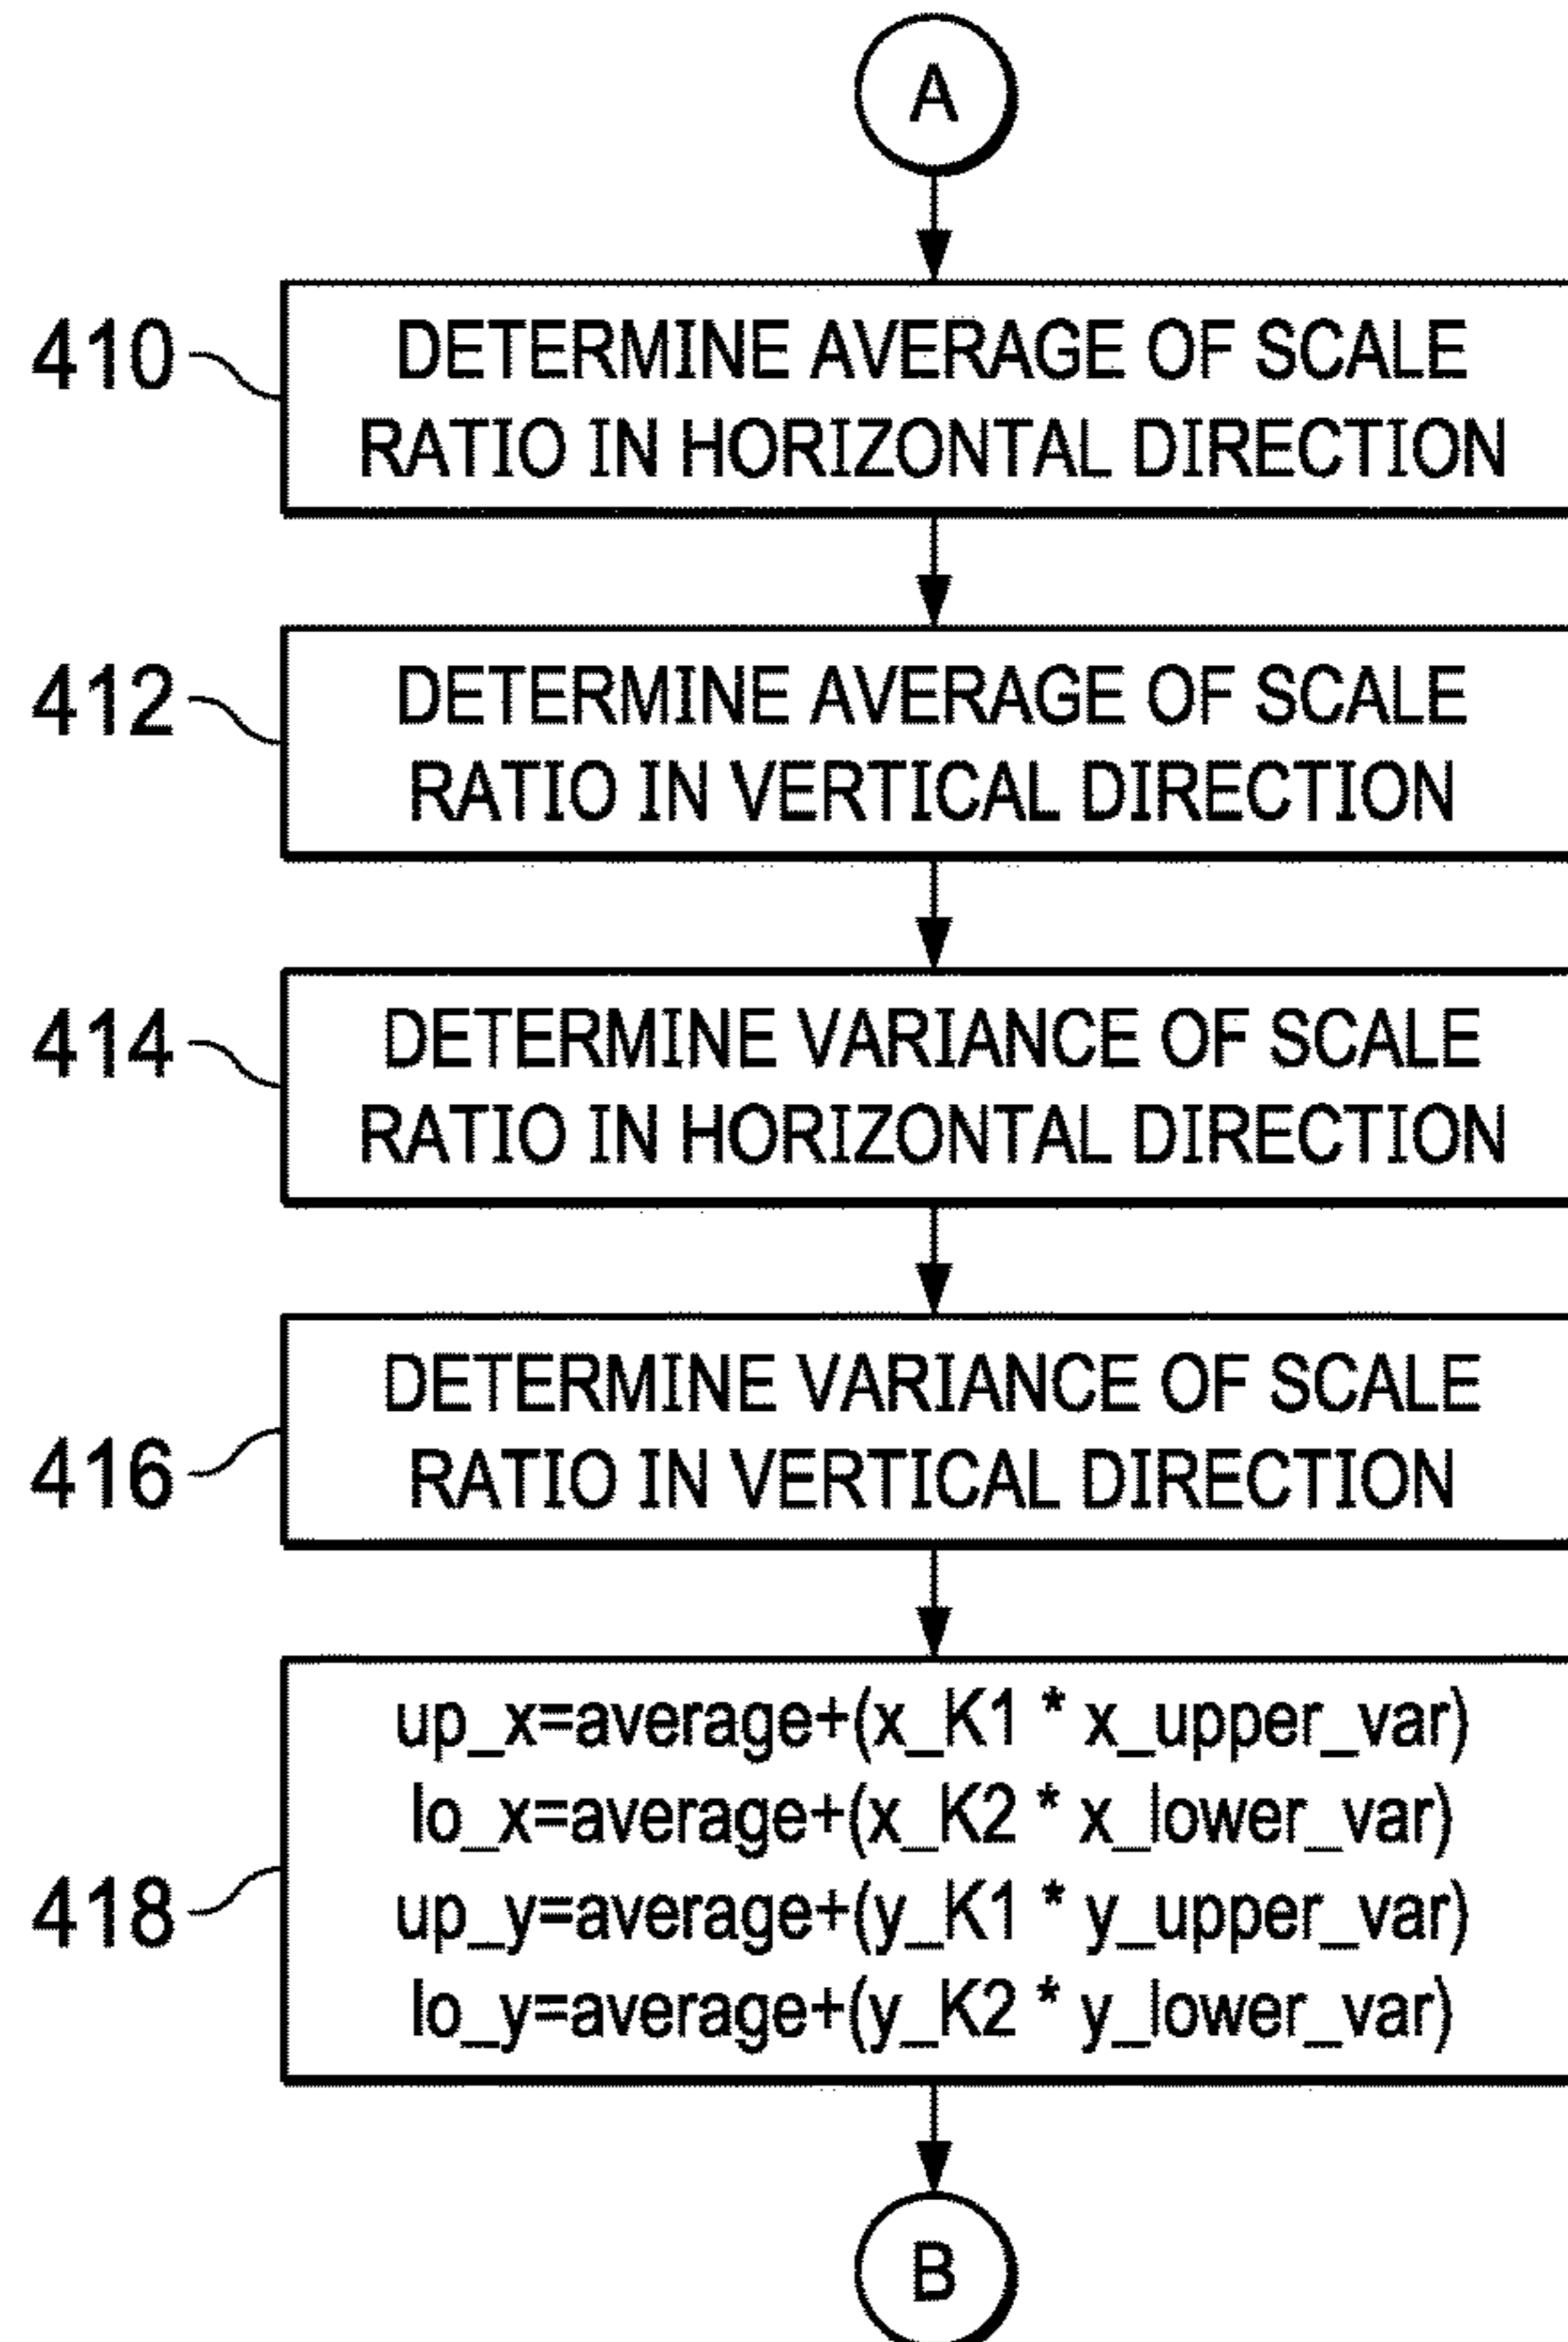 A
410
DETERMINE AVERAGE OF SCALE
RATIO IN HORIZONTAL DIRECTION
412
DETERMINE AVERAGE OF SCALE
RATIO IN VERTICAL DIRECTION
414
DETERMINE VARIANCE OF SCALE
RATIO IN HORIZONTAL DIRECTION
416
DETERMINE VARIANCE OF SCALE
RATIO IN VERTICAL DIRECTION
418
up_x=average+(x_K1 * x_upper_var)
lo_x=average+(x_K2 * x_lower_var)
up_y=average+(y_K1 * y_upper_var)
lo_y=average+(y_K2 * y_lower_var)
B